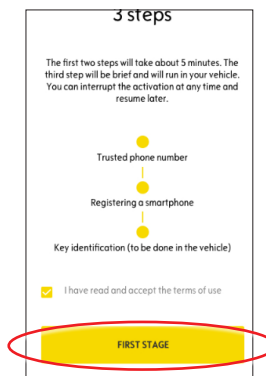 3 steps
The first two steps will take about 5 minutes. The
third step will be brief and will run in your vehicle.
You can interrupt the activation at any time and
resume later.
Trusted phone number
Registering a smartphone
Key identification (to be done in the vehicle)
I have read and accept the terms of use
FIRST STAGE